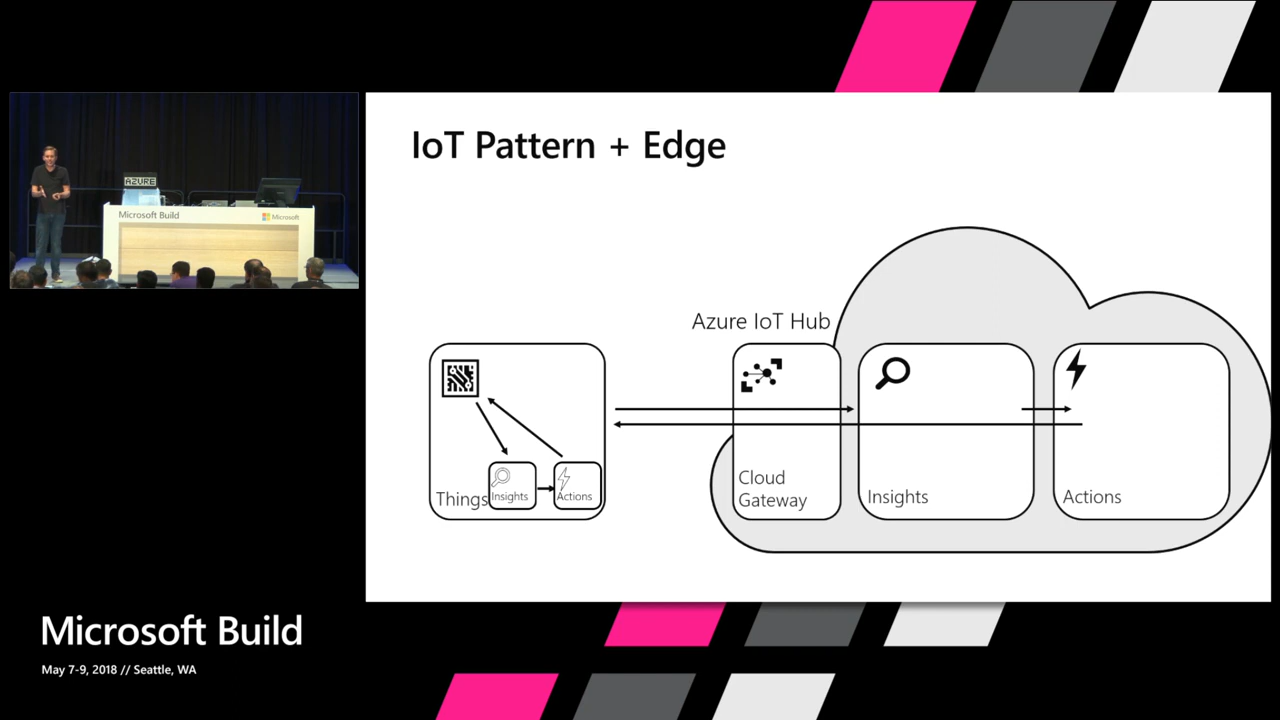 IoT Pattern + Edge
AZURE
Microsoft Build
Microsoft
Azure IoT Hub
Things
Insights
Actions
Cloud
Gateway
Insights
Actions
Microsoft Build
May 7-9, 2018 // Seattle, WA